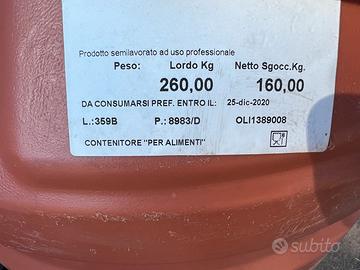 Prodotto semilavorato ad uso professionale
Peso: Lordo Kg Netto Sgocc.Kg.
260,00 160,00
DA CONSUMARSI PREF. ENTRO IL: 25-dic-2020
L.:359B P.: 8983/D OLI1389008
CONTENITORE "PER ALIMENTI"
subito